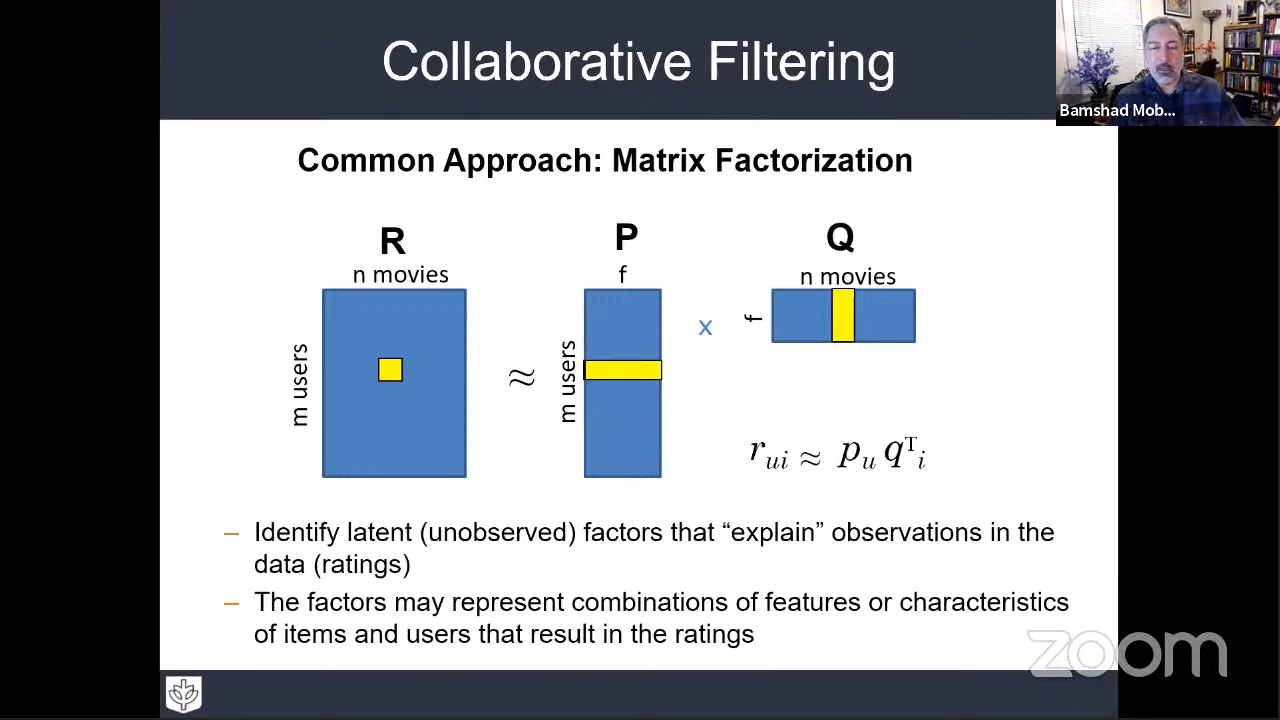 Collaborative Filtering
Bamshad Mob...
Common Approach: Matrix Factorization
R
P
Q
n movies
f
n movies
m users
≈
m users
x
f
r_ui ≈ p_u q^T_i
– Identify latent (unobserved) factors that “explain” observations in the
data (ratings)
– The factors may represent combinations of features or characteristics
of items and users that result in the ratings
zoom